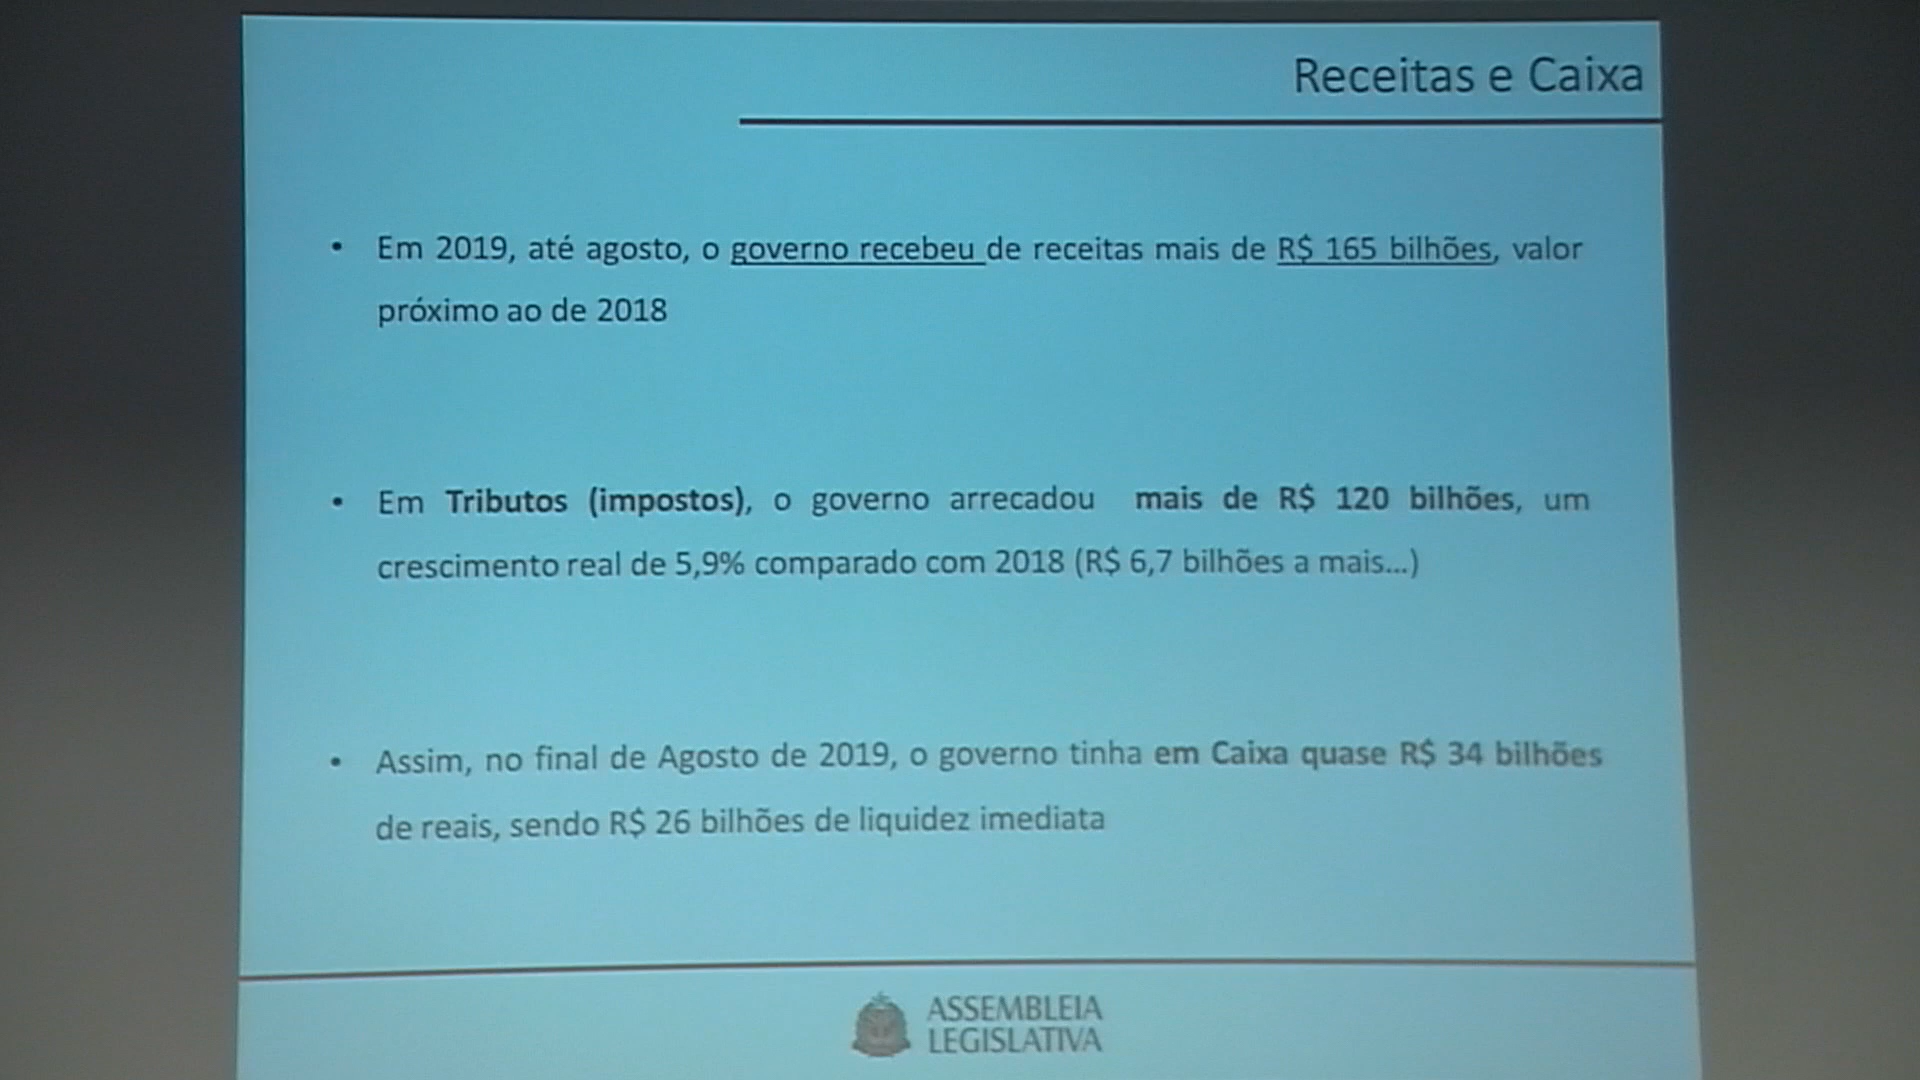 Receitas e Caixa
• Em 2019, até agosto, o governo recebeu de receitas mais de R$ 165 bilhões, valor
próximo ao de 2018
• Em Tributos (impostos), o governo arrecadou mais de R$ 120 bilhões, um
crescimento real de 5,9% comparado com 2018 (R$ 6,7 bilhões a mais...)
• Assim, no final de Agosto de 2019, o governo tinha em Caixa quase R$ 34 bilhões
de reais, sendo R$ 26 bilhões de liquidez imediata
ASSEMBLEIA
LEGISLATIVA